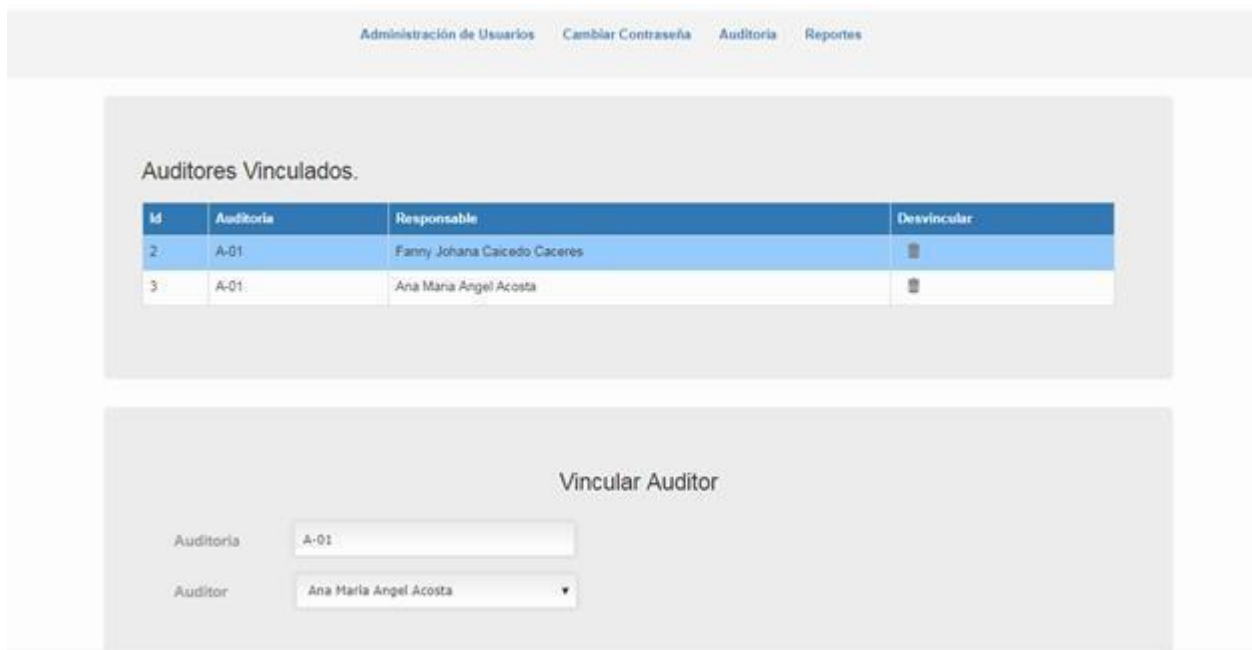 Administración de Usuarios Cambiar Contraseña Auditoria Reportes
Auditores Vinculados.
Id Auditoria Responsable Desvincular
2 A-01 Fanny Johana Caicedo Caceres
3 A-01 Ana Maria Angel Acosta
Vincular Auditor
Auditoria A-01
Auditor Ana Maria Angel Acosta